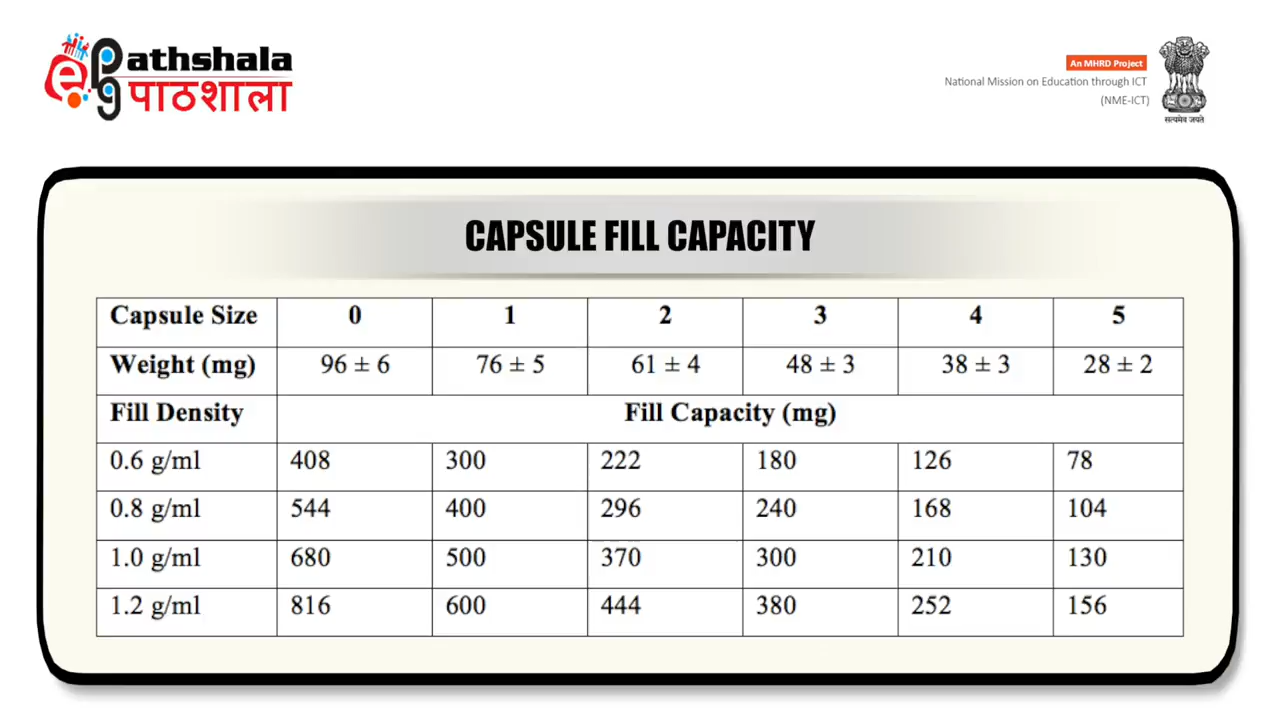 e pg Pathshala
पाठशाला
An MHRD Project
National Mission on Education through ICT
(NME-ICT)
सत्यमेव जयते
CAPSULE FILL CAPACITY
Capsule Size 0 1 2 3 4 5
Weight (mg) 96 ± 6 76 ± 5 61 ± 4 48 ± 3 38 ± 3 28 ± 2
Fill Density Fill Capacity (mg)
0.6 g/ml 408 300 222 180 126 78
0.8 g/ml 544 400 296 240 168 104
1.0 g/ml 680 500 370 300 210 130
1.2 g/ml 816 600 444 380 252 156